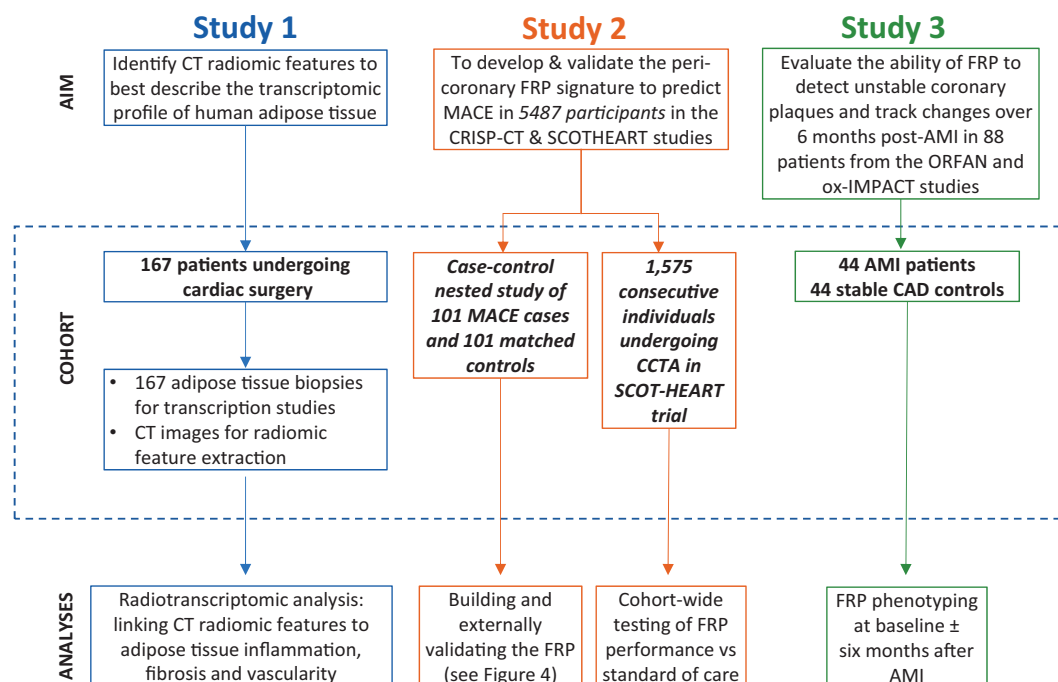 Study 1
Study 2
Study 3
AIM
Identify CT radiomic features to
best describe the transcriptomic
profile of human adipose tissue
To develop & validate the peri-
coronary FRP signature to predict
MACE in 5487 participants in the
CRISP-CT & SCOTHEART studies
Evaluate the ability of FRP to
detect unstable coronary
plaques and track changes over
6 months post-AMI in 88
patients from the ORFAN and
ox-IMPACT studies
COHORT
167 patients undergoing
cardiac surgery
• 167 adipose tissue biopsies
for transcription studies
• CT images for radiomic
feature extraction
Case-control
nested study of
101 MACE cases
and 101 matched
controls
1,575
consecutive
individuals
undergoing
CCTA in
SCOT-HEART
trial
44 AMI patients
44 stable CAD controls
ANALYSES
Radiotranscriptomic analysis:
linking CT radiomic features to
adipose tissue inflammation,
fibrosis and vascularity
Building and
externally
validating the FRP
(see Figure 4)
Cohort-wide
testing of FRP
performance vs
standard of care
FRP phenotyping
at baseline ±
six months after
AMI